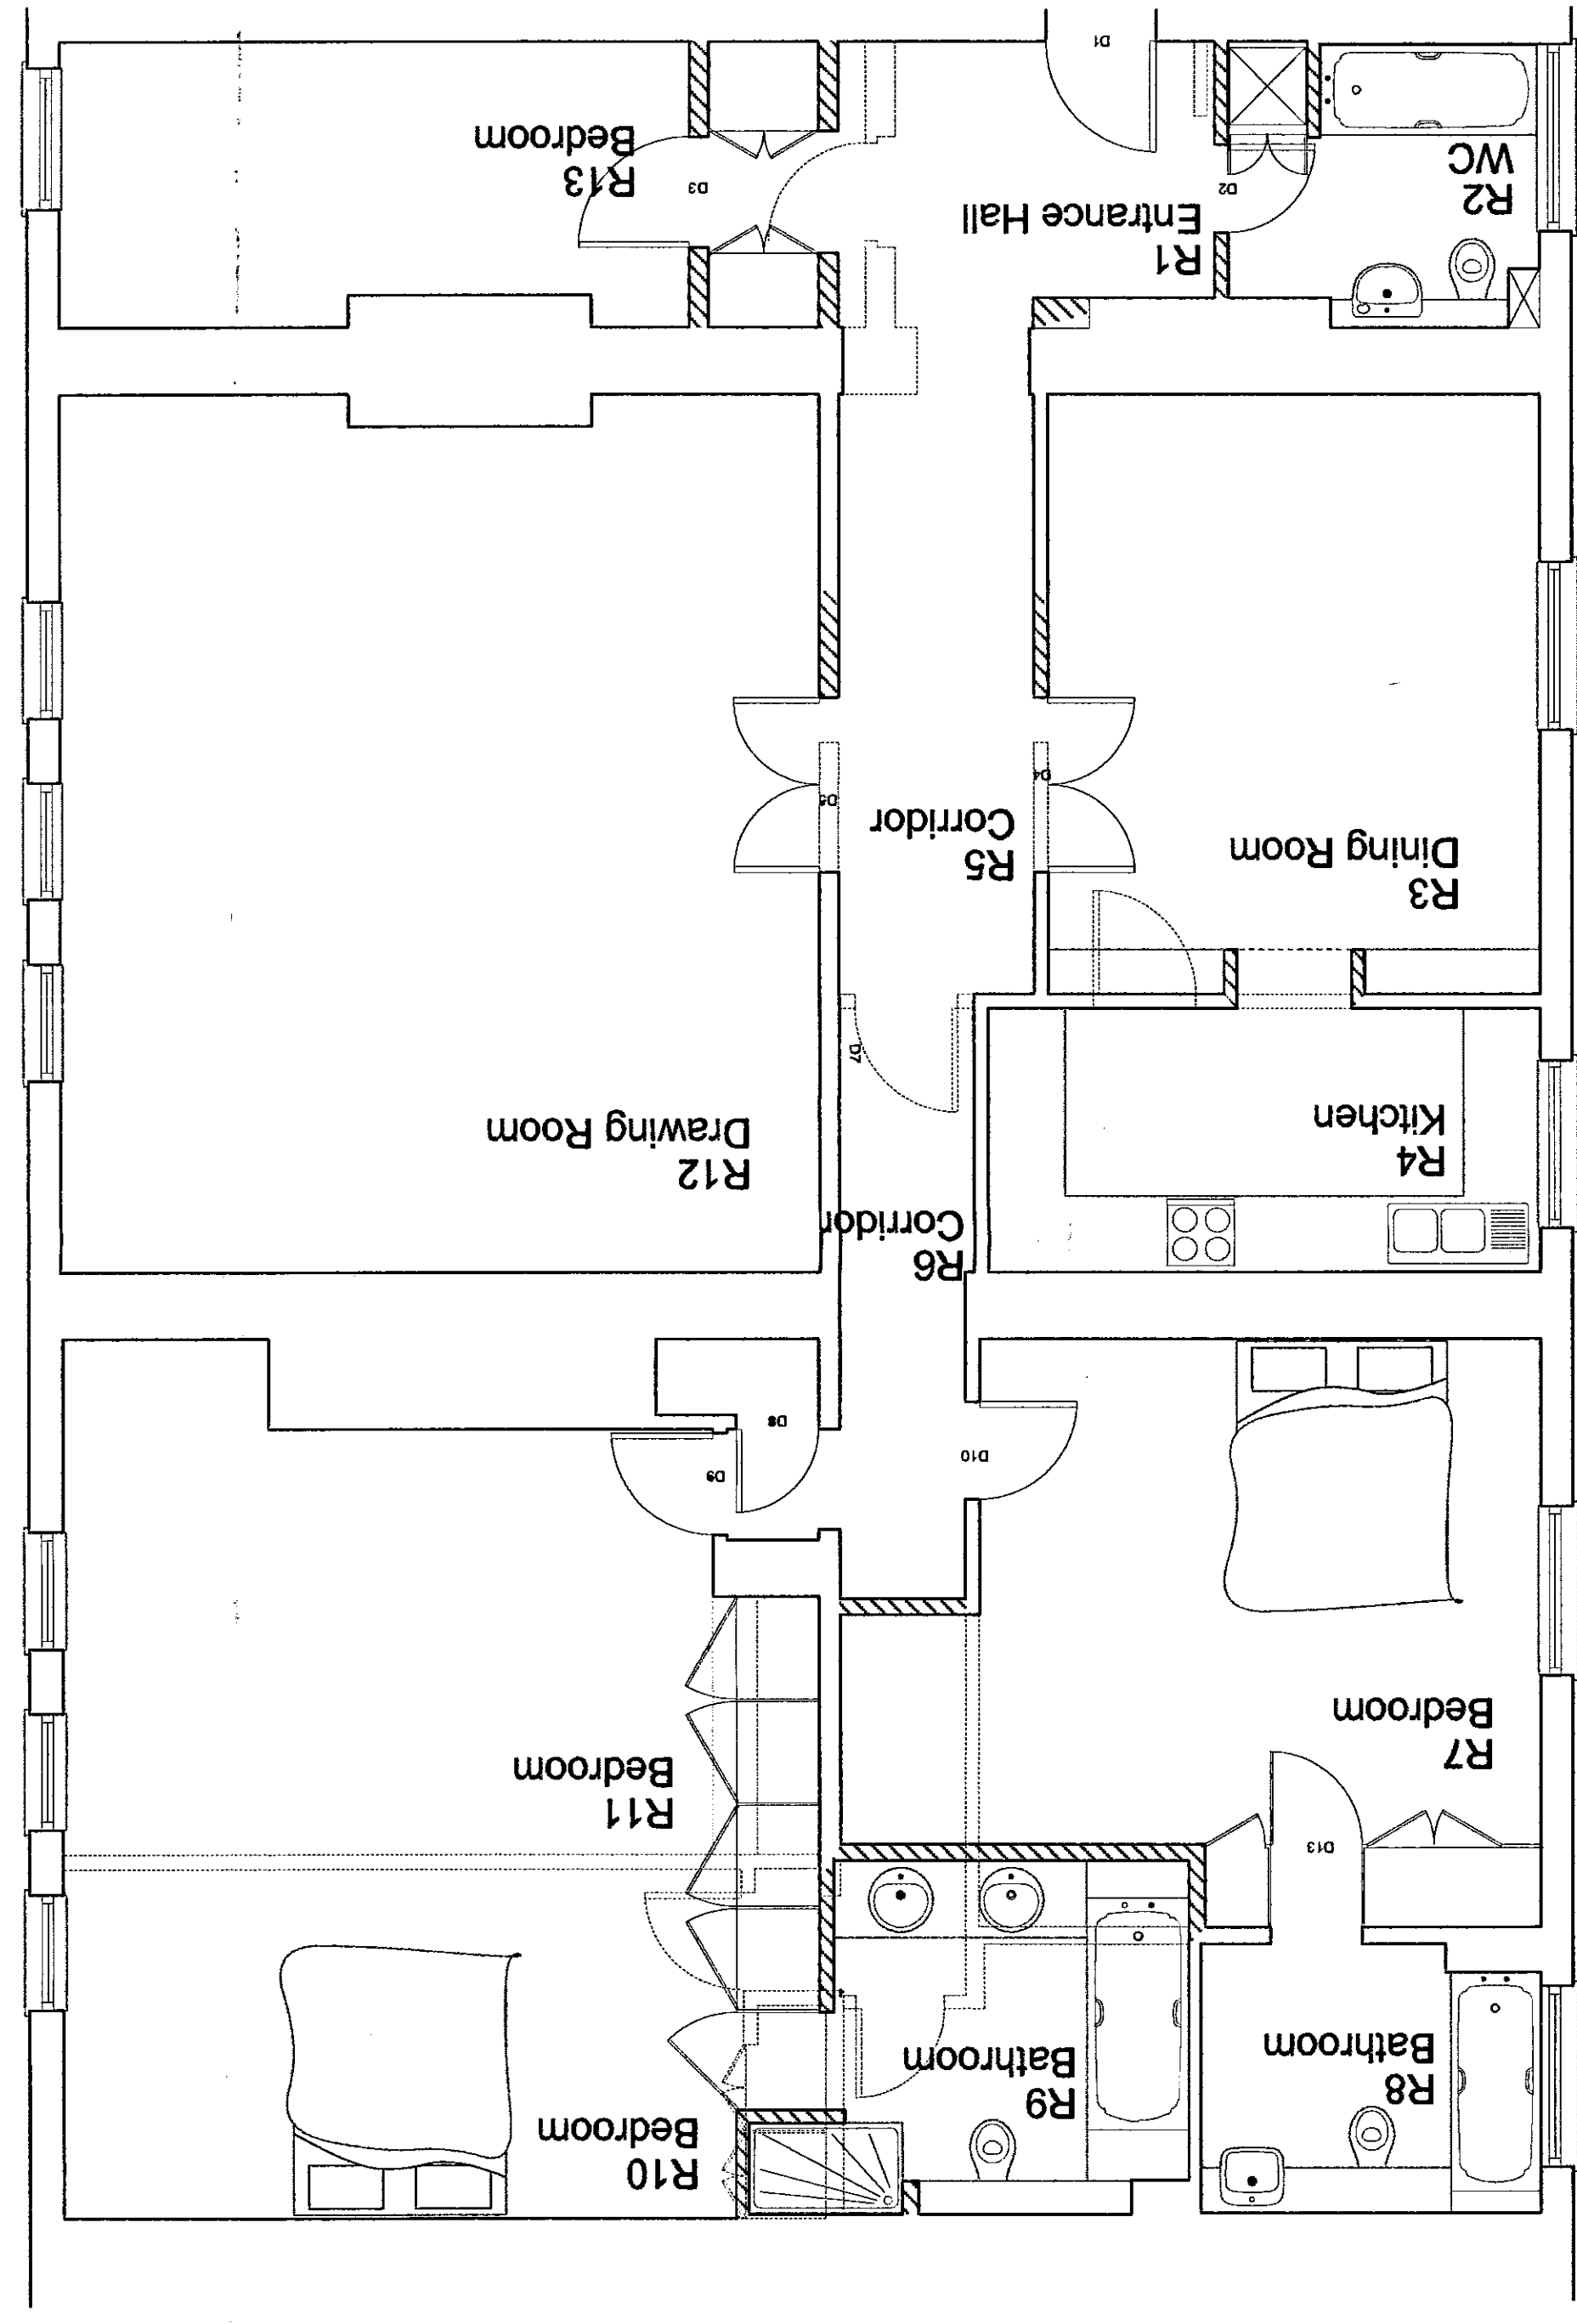 R10
Bedroom
R8
Bathroom
R9
Bathroom
D13
R11
Bedroom
R7
Bedroom
D9
D10
D8
R6
Corridor
R12
Drawing Room
R4
Kitchen
D7
R3
Dining Room
R5
Corridor
D5
D4
R1
Entrance Hall
R2
WC
D2
D3
R13
Bedroom
D1